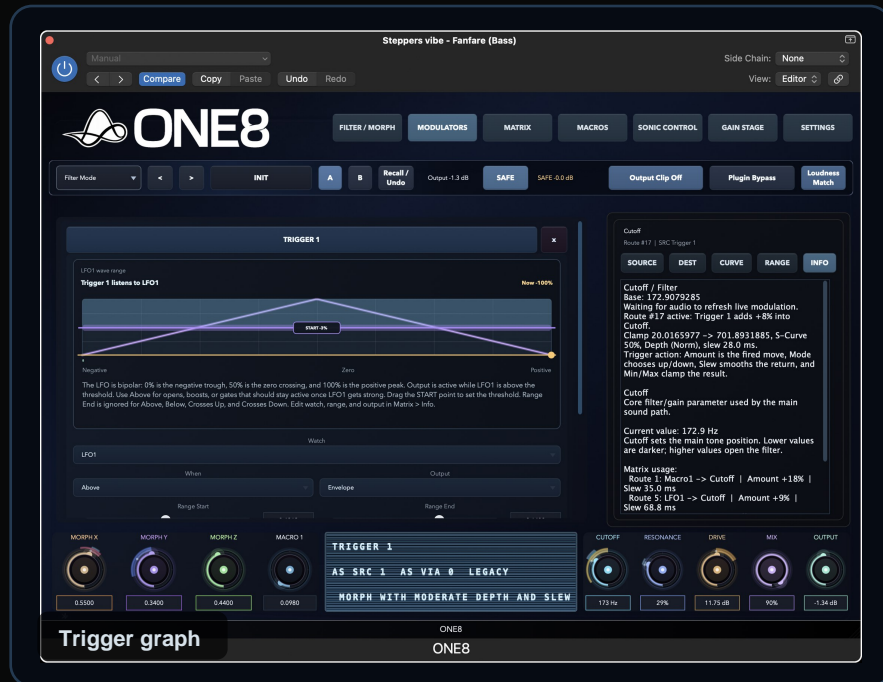 Steppers vibe - Fanfare (Bass)
Manual
Side Chain: None
< > Compare Copy Paste Undo Redo
View: Editor
ONE8
FILTER / MORPH MODULATORS MATRIX MACROS SONIC CONTROL GAIN STAGE SETTINGS
Filter Mode < > INIT A B Recall / Undo Output -1.3 dB SAFE SAFE -0.0 dB Output Clip Off Plugin Bypass Loudness Match
TRIGGER 1 x
LFO1 wave range
Trigger 1 listens to LFO1 Now -100%
START -3%
Negative Zero Positive
The LFO is bipolar: 0% is the negative trough, 50% is the zero crossing, and 100% is the positive peak. Output is active while LFO1 is above the
threshold. Use Above for opens, boosts, or gates that should stay active once LFO1 gets strong. Drag the START point to set the threshold. Range
End is ignored for Above, Below, Crosses Up, and Crosses Down. Edit watch, range, and output in Matrix > Info.
Watch
LFO1
When Output
Above Envelope
Range Start Range End
Cutoff
Route #17 | SRC Trigger 1
SOURCE DEST CURVE RANGE INFO
Cutoff / Filter
Base: 172.9079285
Waiting for audio to refresh live modulation.
Route #17 active: Trigger 1 adds +8% into
Cutoff.
Clamp 20.0165977 -> 701.8931885, S-Curve
50%, Depth (Norm), slew 28.0 ms.
Trigger action: Amount is the fired move, Mode
chooses up/down, Slew smooths the return, and
Min/Max clamp the result.
Cutoff
Core filter/gain parameter used by the main
sound path.
Current value: 172.9 Hz
Cutoff sets the main tone position. Lower values
are darker; higher values open the filter.
Matrix usage:
Route 1: Macro1 -> Cutoff | Amount +18% |
Slew 35.0 ms
Route 5: LFO1 -> Cutoff | Amount +9% |
Slew 68.8 ms
MORPH X MORPH Y MORPH Z MACRO 1
0.5500 0.3400 0.4400 0.0980
TRIGGER 1
AS SRC 1 AS VIA 0 LEGACY
MORPH WITH MODERATE DEPTH AND SLEW
CUTOFF RESONANCE DRIVE MIX OUTPUT
173 Hz 29% 11.75 dB 90% -1.34 dB
ONE8
ONE8
Trigger graph